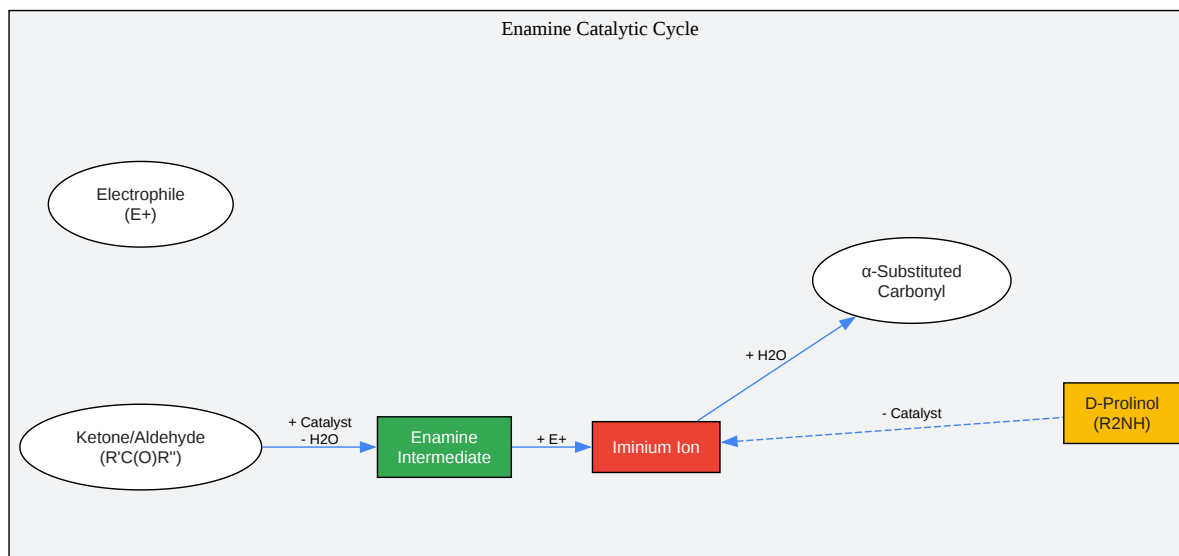 Enamine Catalytic Cycle
Electrophile
(E+)
α-Substituted
Carbonyl
+ H2O
Ketone/Aldehyde
(R'C(O)R")
+ Catalyst
- H2O
Enamine
Intermediate
+ E+
Iminium Ion
- Catalyst
D-Prolinol
(R2NH)